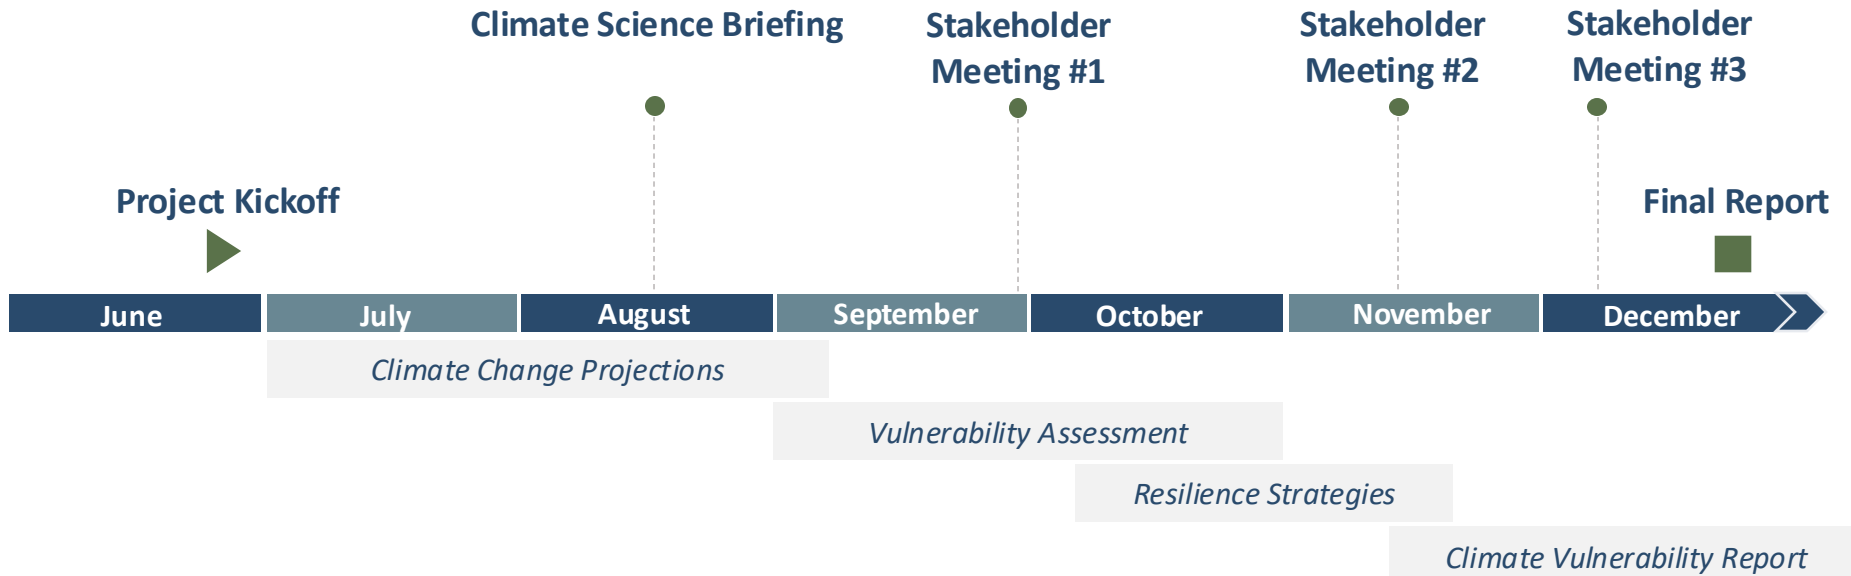 Climate Science Briefing
Stakeholder
Meeting #1
Stakeholder
Meeting #2
Stakeholder
Meeting #3
Project Kickoff
Final Report
June
July
August
September
October
November
December
Climate Change Projections
Vulnerability Assessment
Resilience Strategies
Climate Vulnerability Report